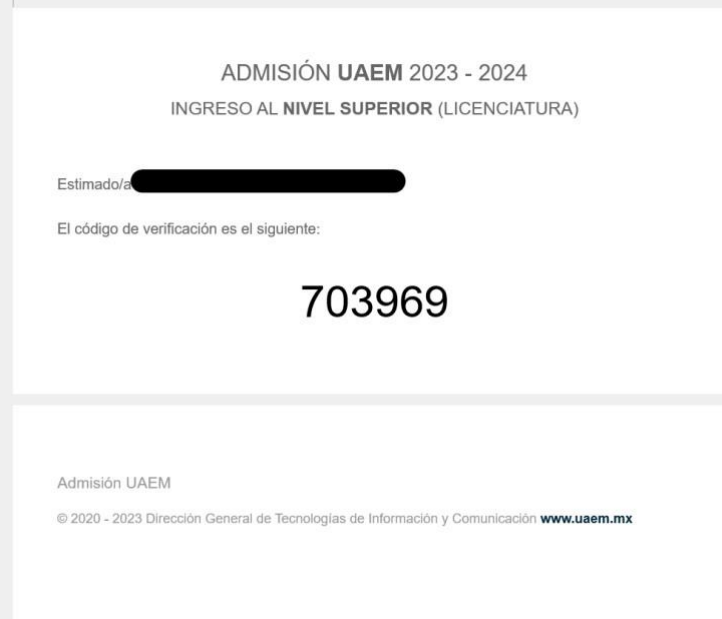 ADMISIÓN UAEM 2023 - 2024
INGRESO AL NIVEL SUPERIOR (LICENCIATURA)
Estimado/a
El código de verificación es el siguiente:
703969
Admisión UAEM
© 2020 - 2023 Dirección General de Tecnologías de Información y Comunicación www.uaem.mx